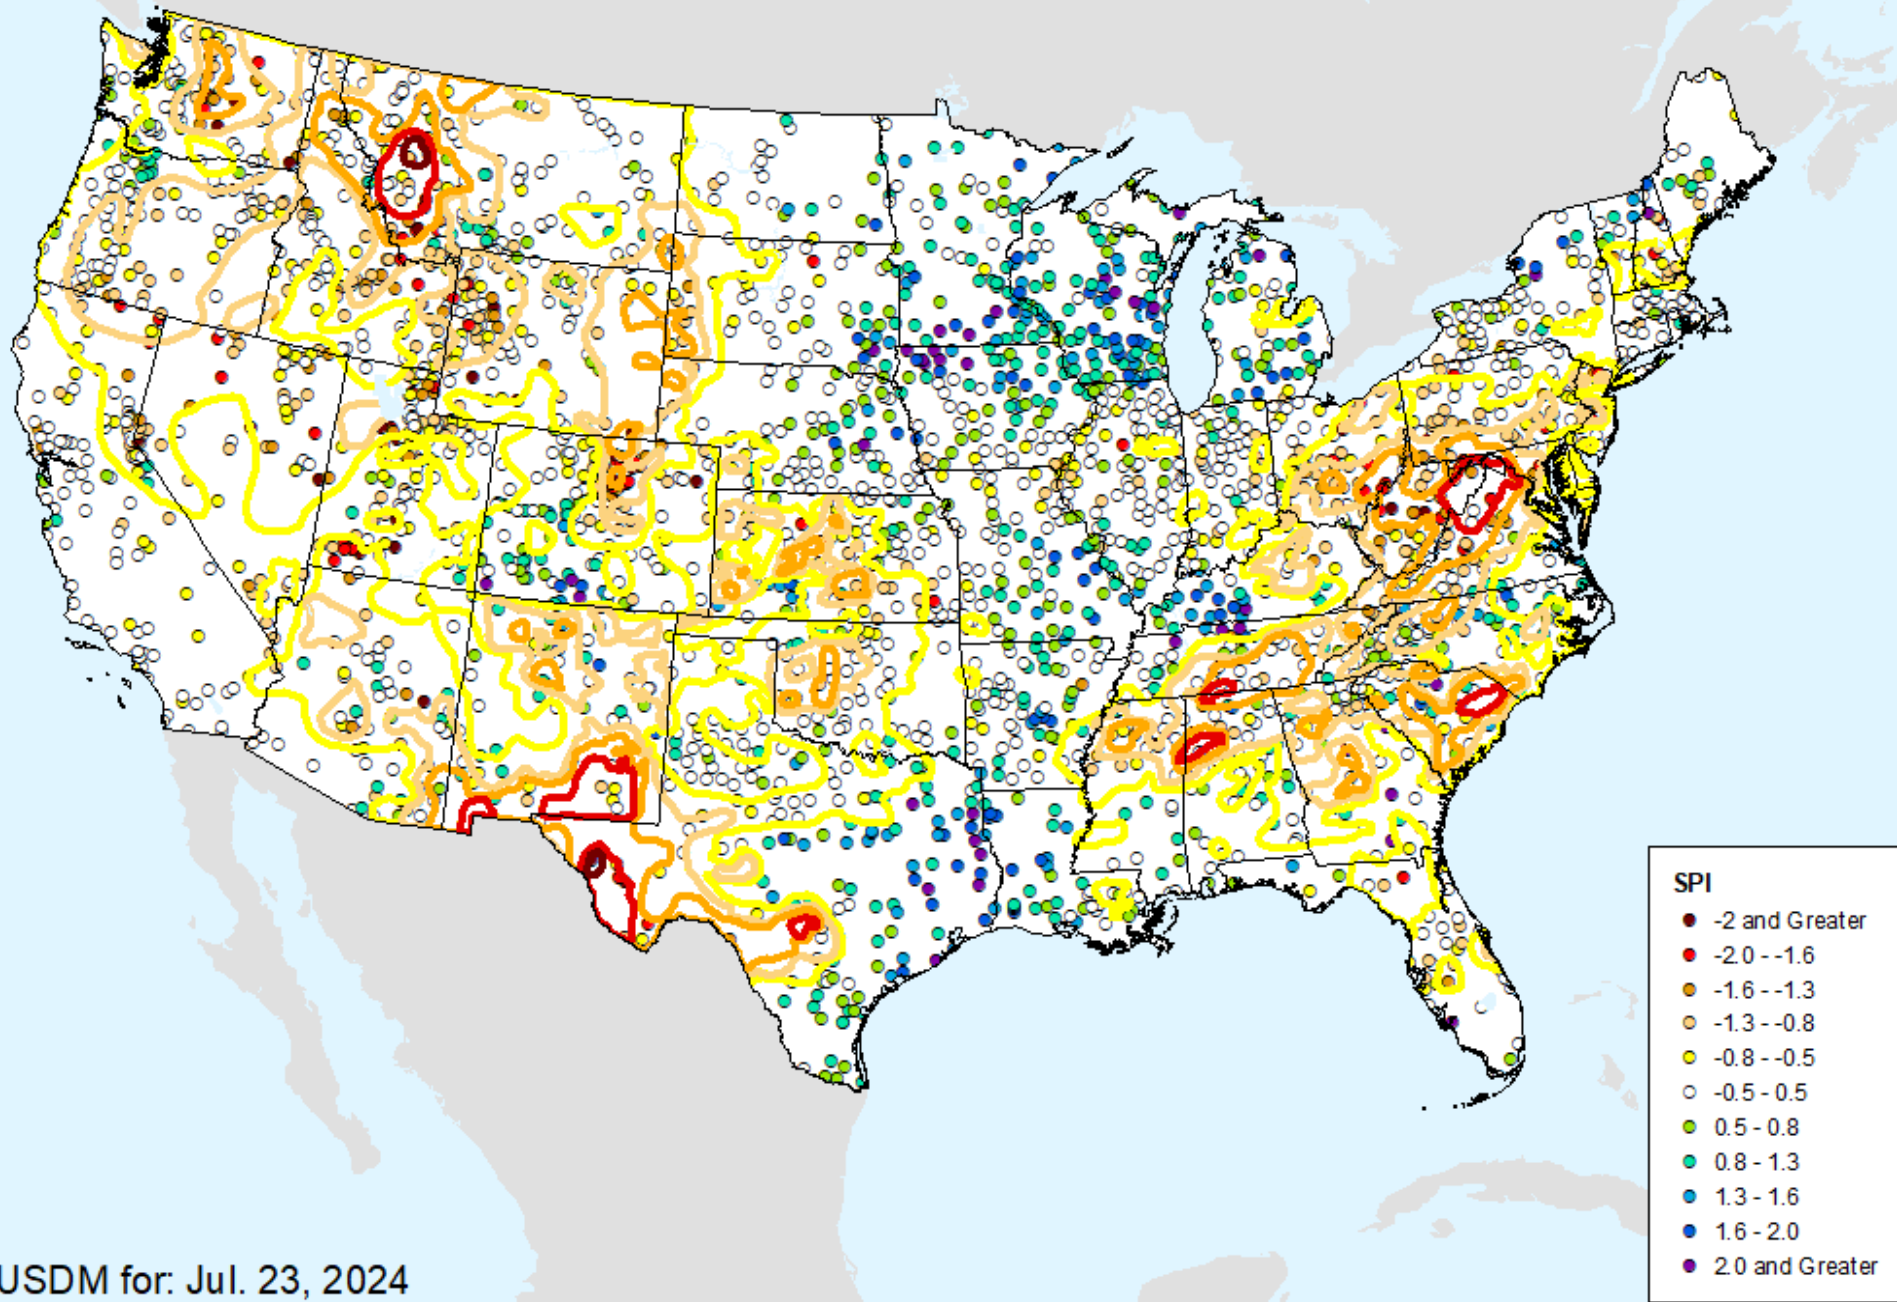 SPI
-2 and Greater
-2.0 - -1.6
-1.6 - -1.3
-1.3 - -0.8
-0.8 - -0.5
-0.5 - 0.5
0.5 - 0.8
0.8 - 1.3
1.3 - 1.6
1.6 - 2.0
2.0 and Greater
USDM for: Jul. 23, 2024